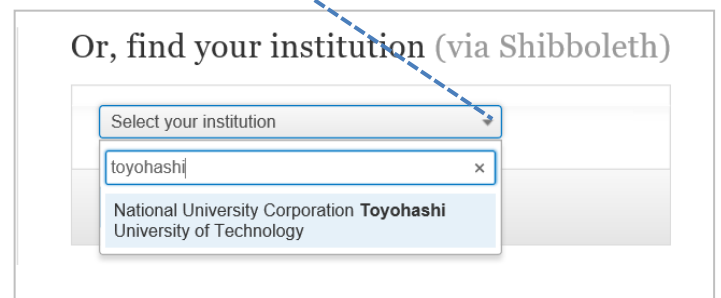 Or, find your institution (via Shibboleth)
Select your institution
toyohashi
National University Corporation Toyohashi
University of Technology